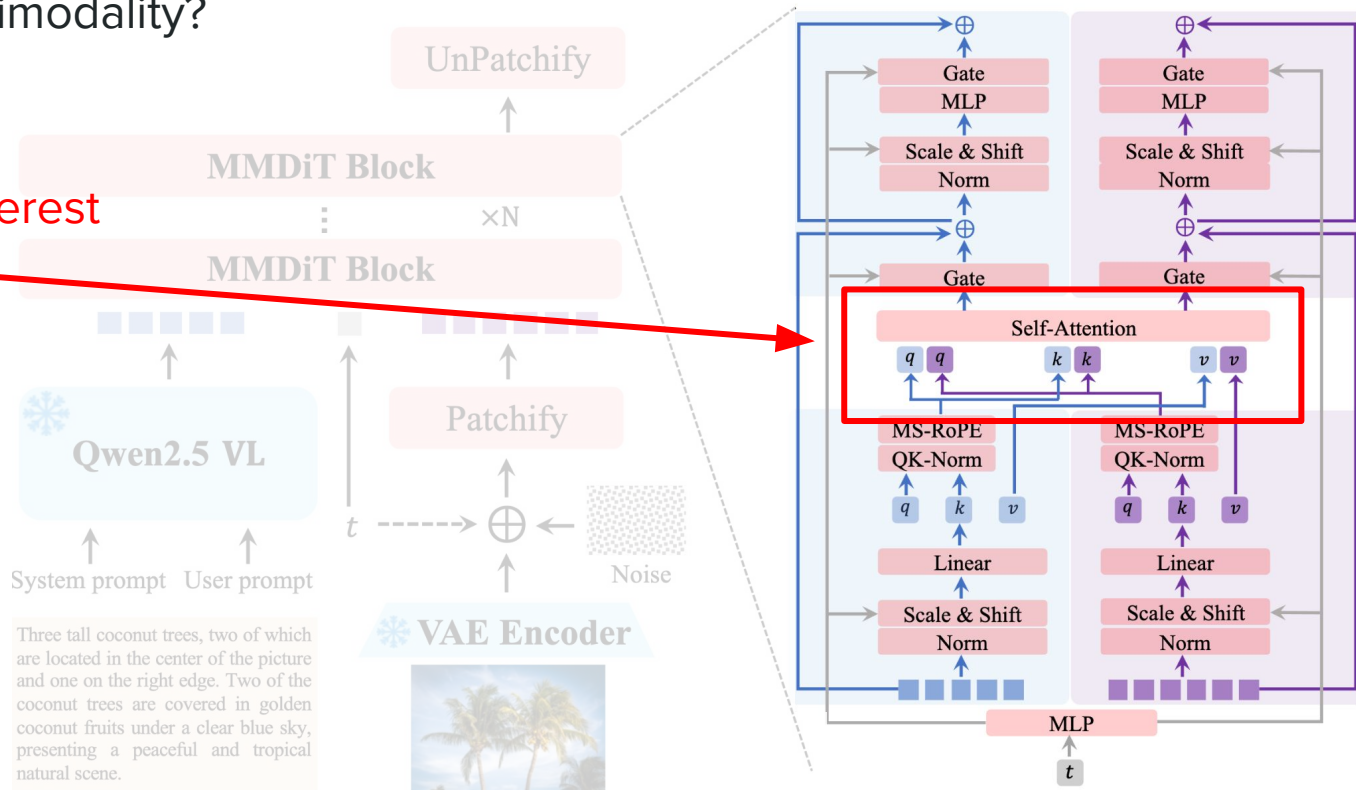 imodality?
erest
UnPatchify
MMDiT Block
⋮ ×N
MMDiT Block
Qwen2.5 VL
Patchify
t
Noise
System prompt User prompt
VAE Encoder
Three tall coconut trees, two of which
are located in the center of the picture
and one on the right edge. Two of the
coconut trees are covered in golden
coconut fruits under a clear blue sky,
presenting a peaceful and tropical
natural scene.
Gate Gate
MLP MLP
Scale & Shift Scale & Shift
Norm Norm
Gate Gate
Self-Attention
q q k k v v
MS-RoPE MS-RoPE
QK-Norm QK-Norm
q k v q k v
Linear Linear
Scale & Shift Scale & Shift
Norm Norm
MLP
t